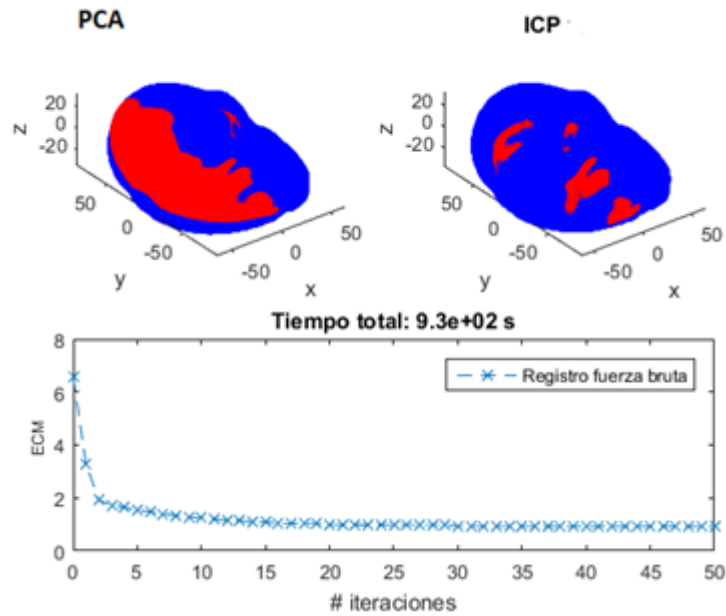 PCA
ICP
20
0
-20
z
50
0
-50
y
-50
0
50
x
20
0
-20
z
50
0
-50
y
-50
0
50
x
Tiempo total: 9.3e+02 s
8
6
4
2
0
ECM
Registro fuerza bruta
0 5 10 15 20 25 30 35 40 45 50
# iteraciones